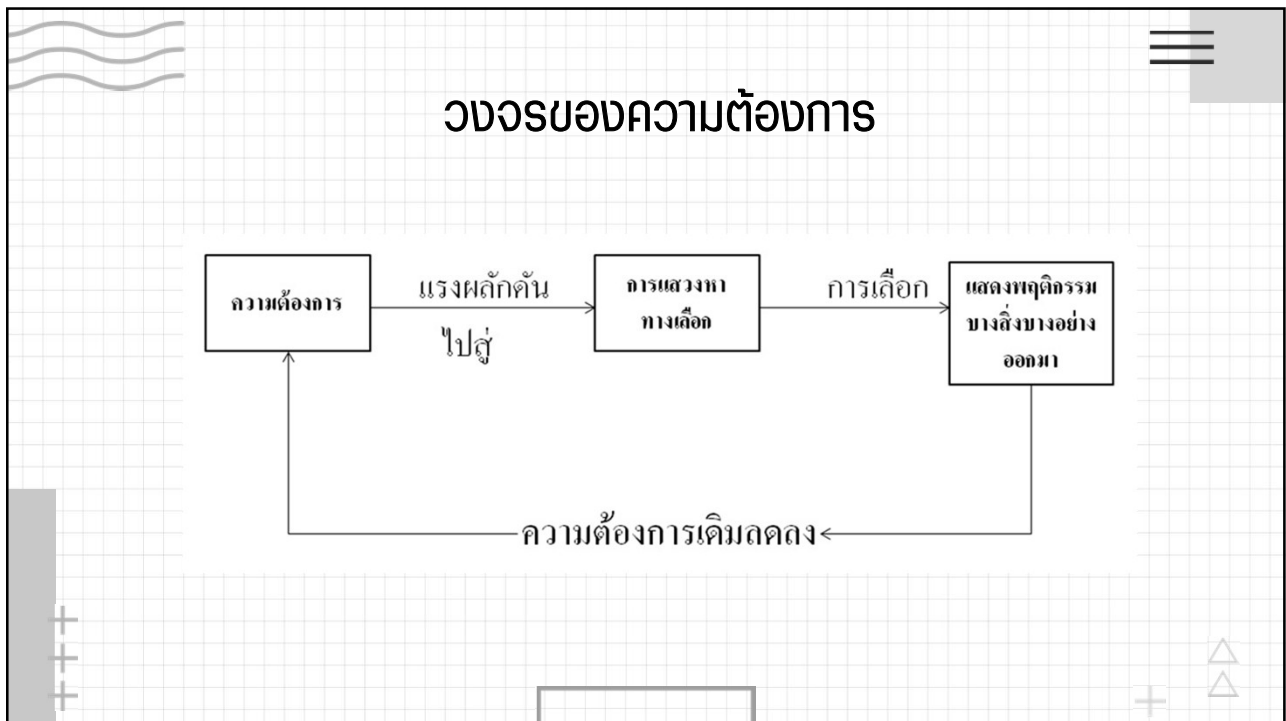 วงจรของความต้องการ
ความต้องการ
แรงผลักดัน
ไปสู่
การแสวงหา
ทางเลือก
การเลือก
แสดงพฤติกรรม
บางสิ่งบางอย่าง
ออกมา
ความต้องการเดิมลดลง